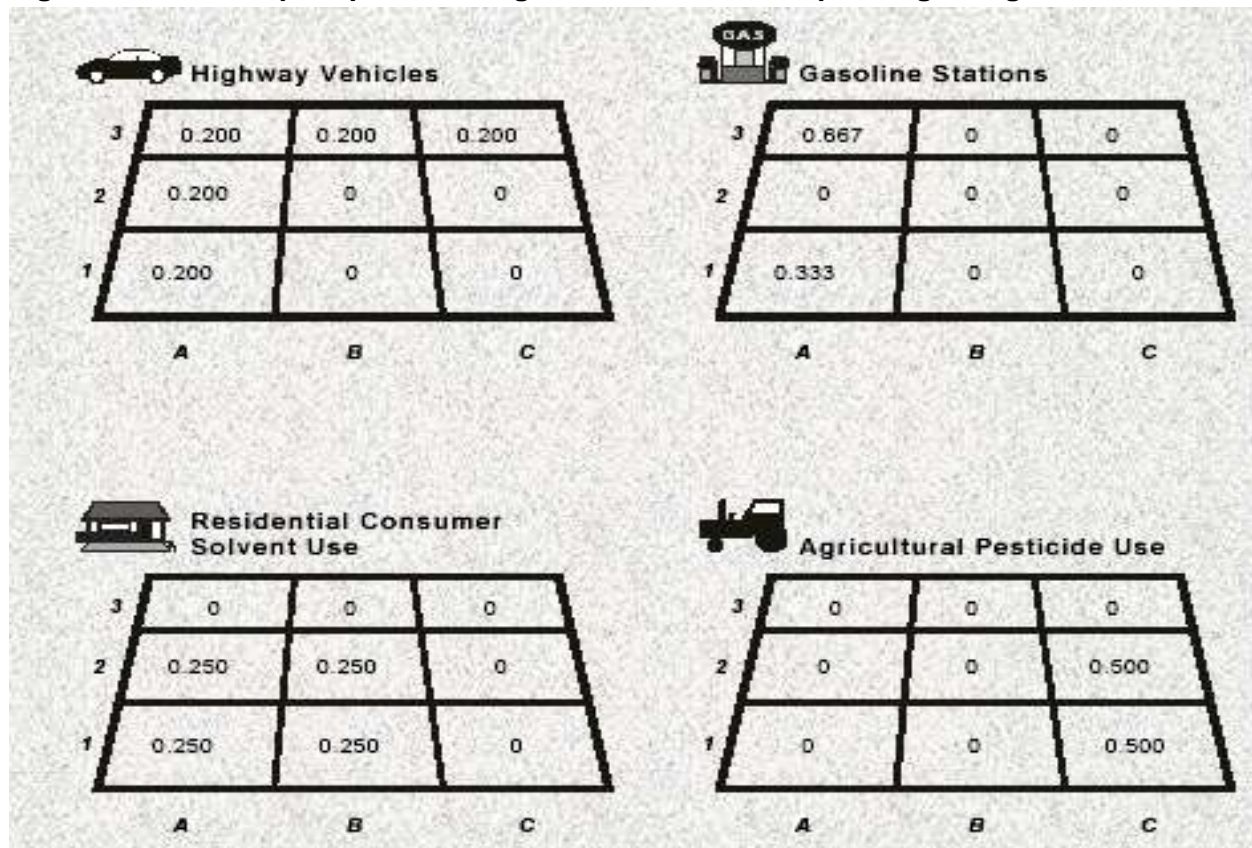 GAS
Highway Vehicles
3 0.200 0.200 0.200
2 0.200 0 0
1 0.200 0 0
A B C
Gasoline Stations
3 0.667 0 0
2 0 0 0
1 0.333 0 0
A B C
Residential Consumer
Solvent Use
3 0 0 0
2 0.250 0.250 0
1 0.250 0.250 0
A B C
Agricultural Pesticide Use
3 0 0 0
2 0 0 0.500
1 0 0 0.500
A B C